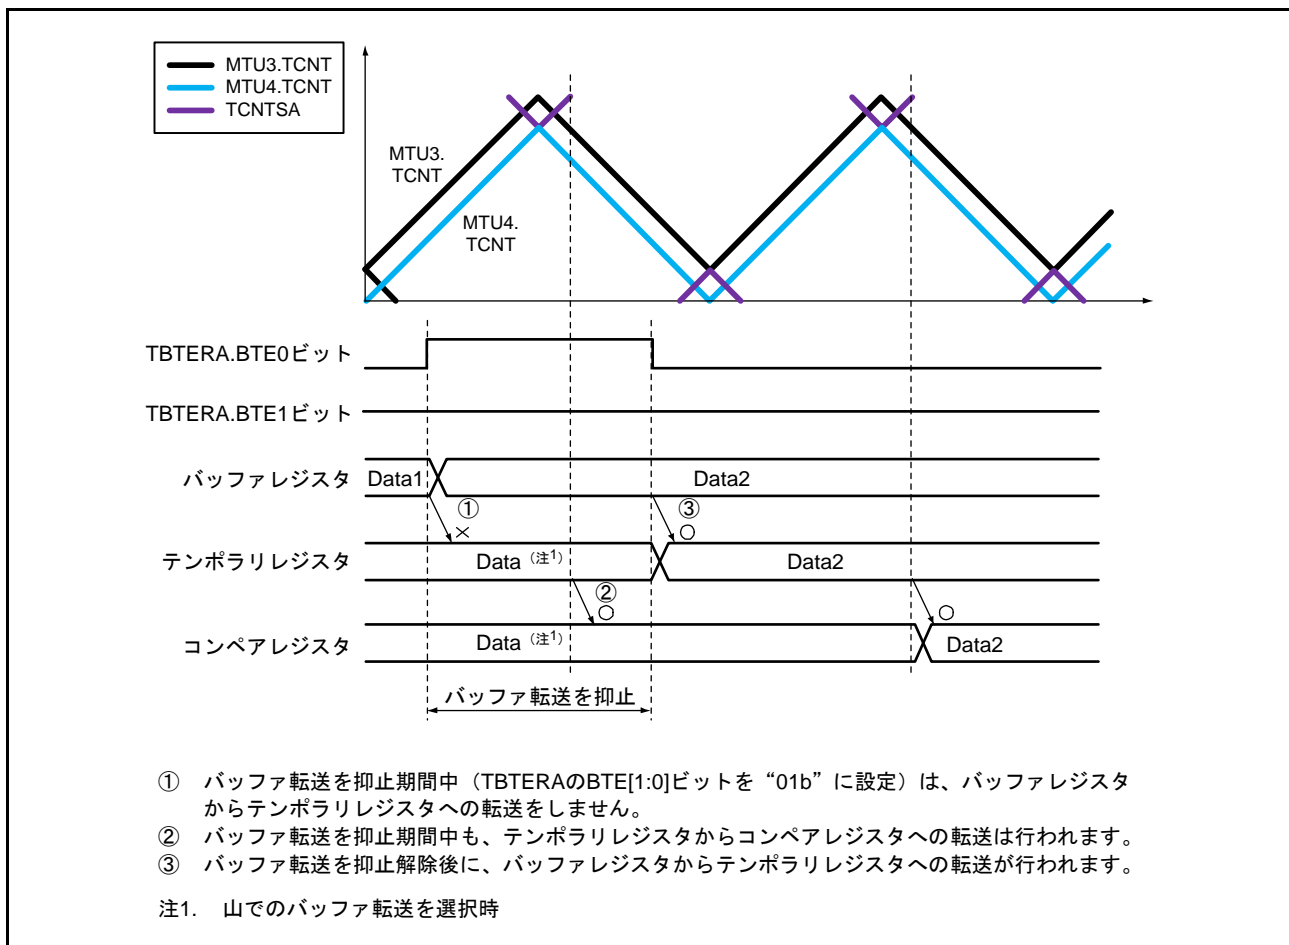 MTU3.TCNT
MTU4.TCNT
TCNTSA
MTU3.
TCNT
MTU4.
TCNT
TBTERA.BTE0ビット
TBTERA.BTE1ビット
バッファレジスタ Data1 Data2
① ×
③ ○
テンポラリレジスタ Data（注1） Data2
② ○
○
コンペアレジスタ Data（注1） Data2
バッファ転送を抑止
① バッファ転送を抑止期間中（TBTERAのBTE[1:0]ビットを“01b”に設定）は、バッファレジスタ
からテンポラリレジスタへの転送をしません。
② バッファ転送を抑止期間中も、テンポラリレジスタからコンペアレジスタへの転送は行われます。
③ バッファ転送を抑止解除後に、バッファレジスタからテンポラリレジスタへの転送が行われます。
注1. 山でのバッファ転送を選択時